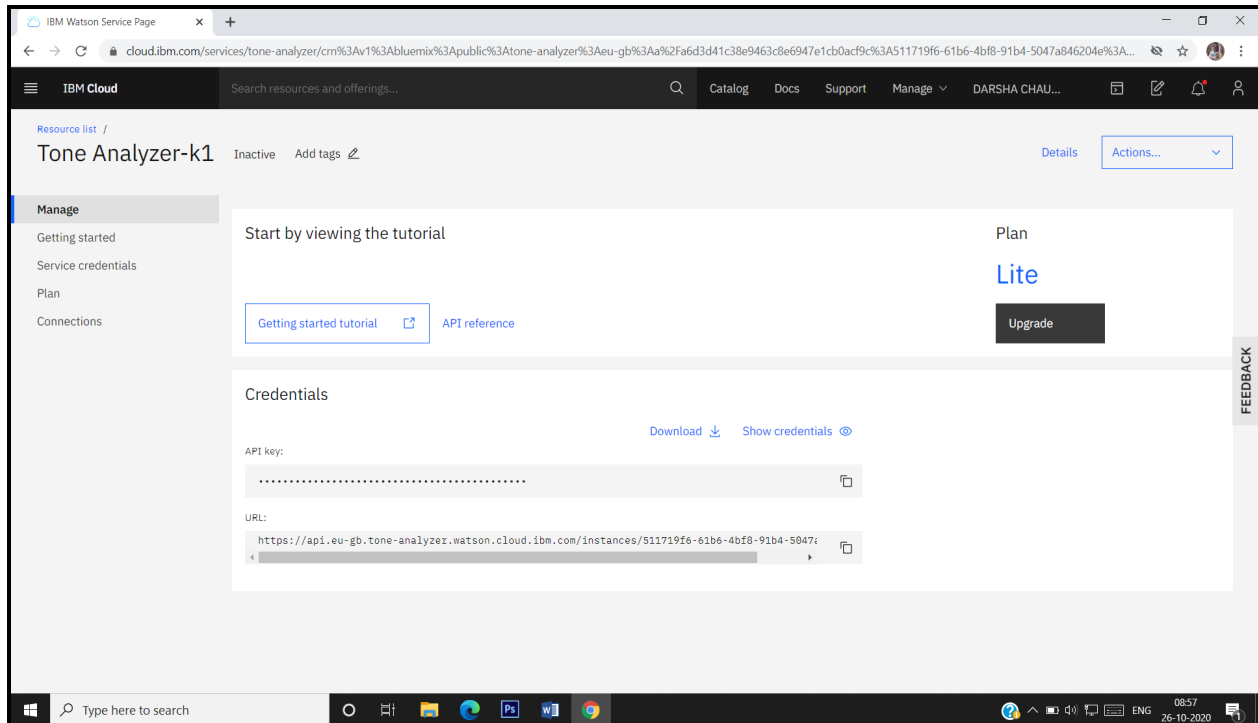 IBM Watson Service Page
cloud.ibm.com/services/tone-analyzer/crn%3Av1%3Abluemix%3Apublic%3Atone-analyzer%3Aeu-gb%3Aa%2Fa6d3d41c38e9463c8e6947e1cb0acf9c%3A511719f6-61b6-4bf8-91b4-5047a846204e%3A...
IBM Cloud Search resources and offerings... Catalog Docs Support Manage DARSHA CHAU...
Resource list /
Tone Analyzer-k1 Inactive Add tags Details Actions...
Manage
Getting started
Service credentials
Plan
Connections
Start by viewing the tutorial
Getting started tutorial API reference
Plan
Lite
Upgrade
FEEDBACK
Credentials
Download Show credentials
API key:
URL:
https://api.eu-gb.tone-analyzer.watson.cloud.ibm.com/instances/511719f6-61b6-4bf8-91b4-5047a
Type here to search
Ps
W
ENG
08:57
26-10-2020
1